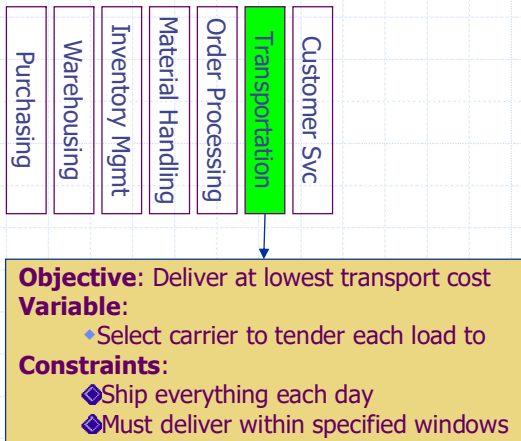 Purchasing
Warehousing
Inventory Mgmt
Material Handling
Order Processing
Transportation
Customer Svc
Objective: Deliver at lowest transport cost
Variable:
Select carrier to tender each load to
Constraints:
Ship everything each day
Must deliver within specified windows